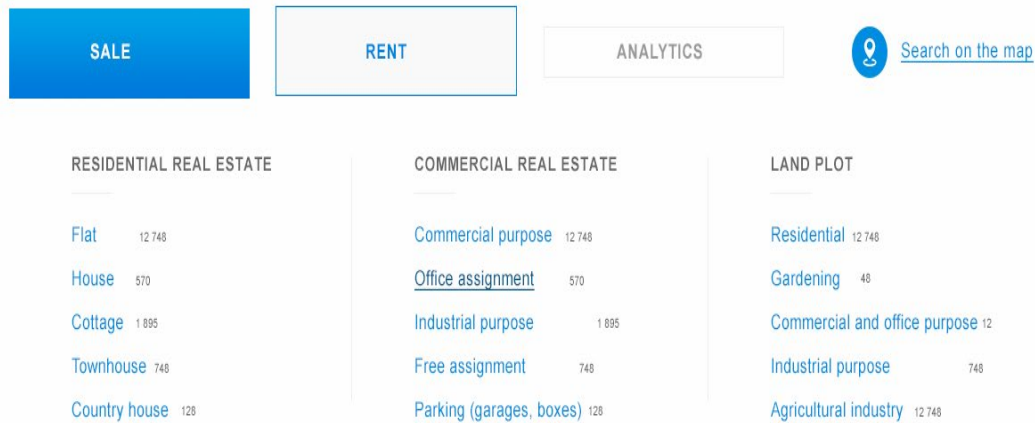 SALE
RENT
ANALYTICS
Search on the map
RESIDENTIAL REAL ESTATE
Flat 12 748
House 570
Cottage 1 895
Townhouse 748
Country house 128
COMMERCIAL REAL ESTATE
Commercial purpose 12 748
Office assignment 570
Industrial purpose 1 895
Free assignment 748
Parking (garages, boxes) 128
LAND PLOT
Residential 12 748
Gardening 48
Commercial and office purpose 12
Industrial purpose 748
Agricultural industry 12 748